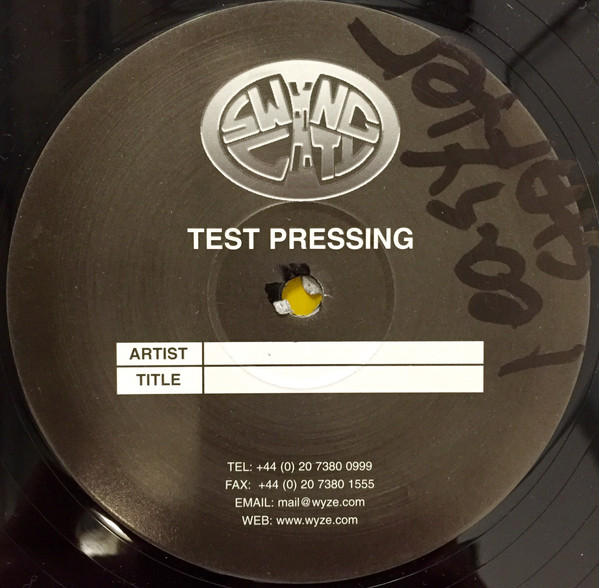 SWING
CITY
TEST PRESSING
ARTIST
TITLE
TEL: +44 (0) 20 7380 0999
FAX: +44 (0) 20 7380 1555
EMAIL: mail@wyze.com
WEB: www.wyze.com